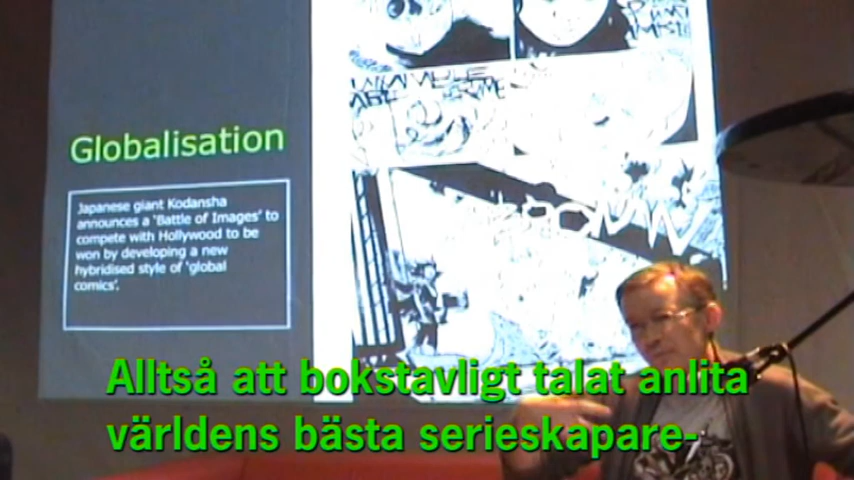 Globalisation
Japanese giant Kodansha
announces a 'Battle of Images' to
compete with Hollywood to be
won by developing a new
hybridised style of 'global
comics'.
Alltså att bokstavligt talat anlita
världens bästa serieskapare-